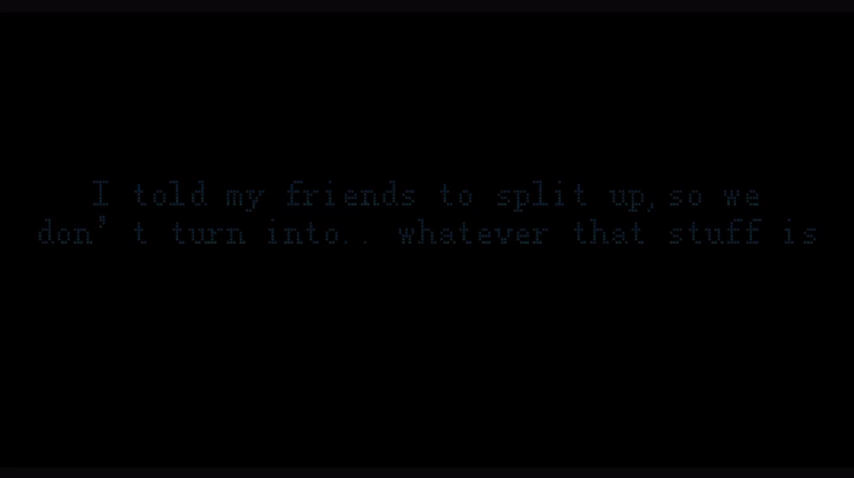 I told my friends to split up,so we
don't turn into.. whatever that stuff is